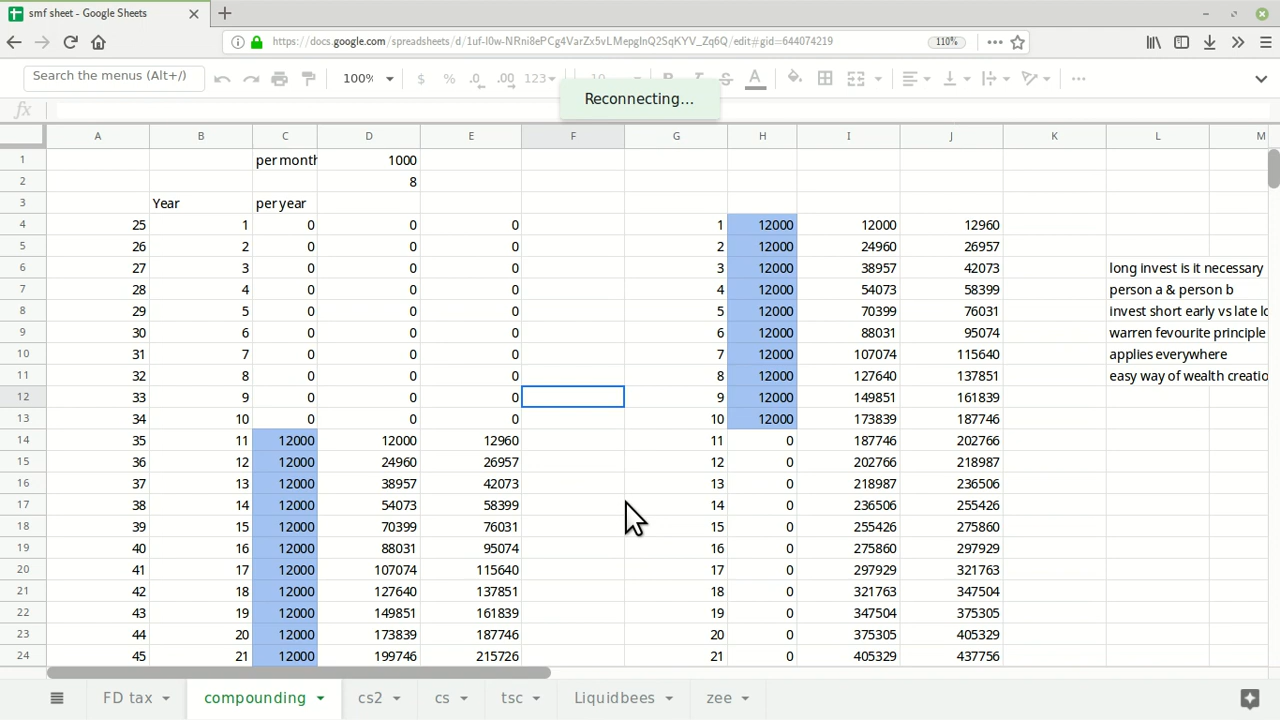 smf sheet - Google Sheets
https://docs.google.com/spreadsheets/d/1uf-I0w-NRni8ePCg4VarZx5vLMepgInQ2SqKYV_Zq6Q/edit#gid=644074219 110%
Search the menus (Alt+/) 100% $ % .0 .00 123 10 B I S A
Reconnecting...
fx
A B C D E F G H I J K L M
1 per month 1000
2 8
3 Year per year
4 25 1 0 0 0 1 12000 12000 12960
5 26 2 0 0 0 2 12000 24960 26957
6 27 3 0 0 0 3 12000 38957 42073 long invest is it necessary
7 28 4 0 0 0 4 12000 54073 58399 person a & person b
8 29 5 0 0 0 5 12000 70399 76031 invest short early vs late lo
9 30 6 0 0 0 6 12000 88031 95074 warren fevourite principle
10 31 7 0 0 0 7 12000 107074 115640 applies everywhere
11 32 8 0 0 0 8 12000 127640 137851 easy way of wealth creatio
12 33 9 0 0 0 9 12000 149851 161839
13 34 10 0 0 0 10 12000 173839 187746
14 35 11 12000 12000 12960 11 0 187746 202766
15 36 12 12000 24960 26957 12 0 202766 218987
16 37 13 12000 38957 42073 13 0 218987 236506
17 38 14 12000 54073 58399 14 0 236506 255426
18 39 15 12000 70399 76031 15 0 255426 275860
19 40 16 12000 88031 95074 16 0 275860 297929
20 41 17 12000 107074 115640 17 0 297929 321763
21 42 18 12000 127640 137851 18 0 321763 347504
22 43 19 12000 149851 161839 19 0 347504 375305
23 44 20 12000 173839 187746 20 0 375305 405329
24 45 21 12000 199746 215726 21 0 405329 437756
FD tax compounding cs2 cs tsc Liquidbees zee